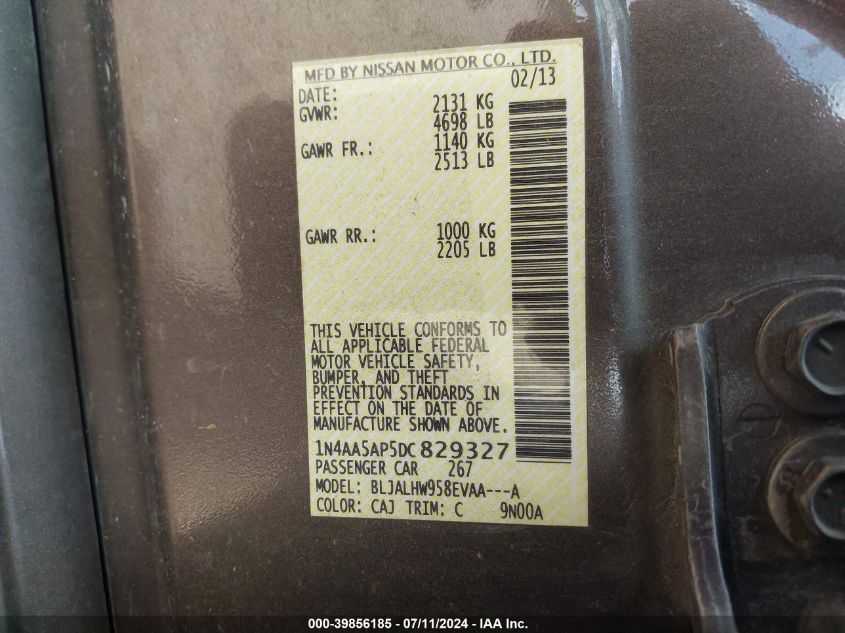 MFD BY NISSAN MOTOR CO., LTD.
DATE: 02/13
GVWR: 2131 KG
4698 LB
GAWR FR.: 1140 KG
2513 LB
GAWR RR.: 1000 KG
2205 LB
THIS VEHICLE CONFORMS TO
ALL APPLICABLE FEDERAL
MOTOR VEHICLE SAFETY,
BUMPER, AND THEFT
PREVENTION STANDARDS IN
EFFECT ON THE DATE OF
MANUFACTURE SHOWN ABOVE.
1N4AA5AP5DC829327
PASSENGER CAR 267
MODEL: BLJALHW958EVAA---A
COLOR: CAJ TRIM: C 9N00A
000-39856185 - 07/11/2024 - IAA Inc.